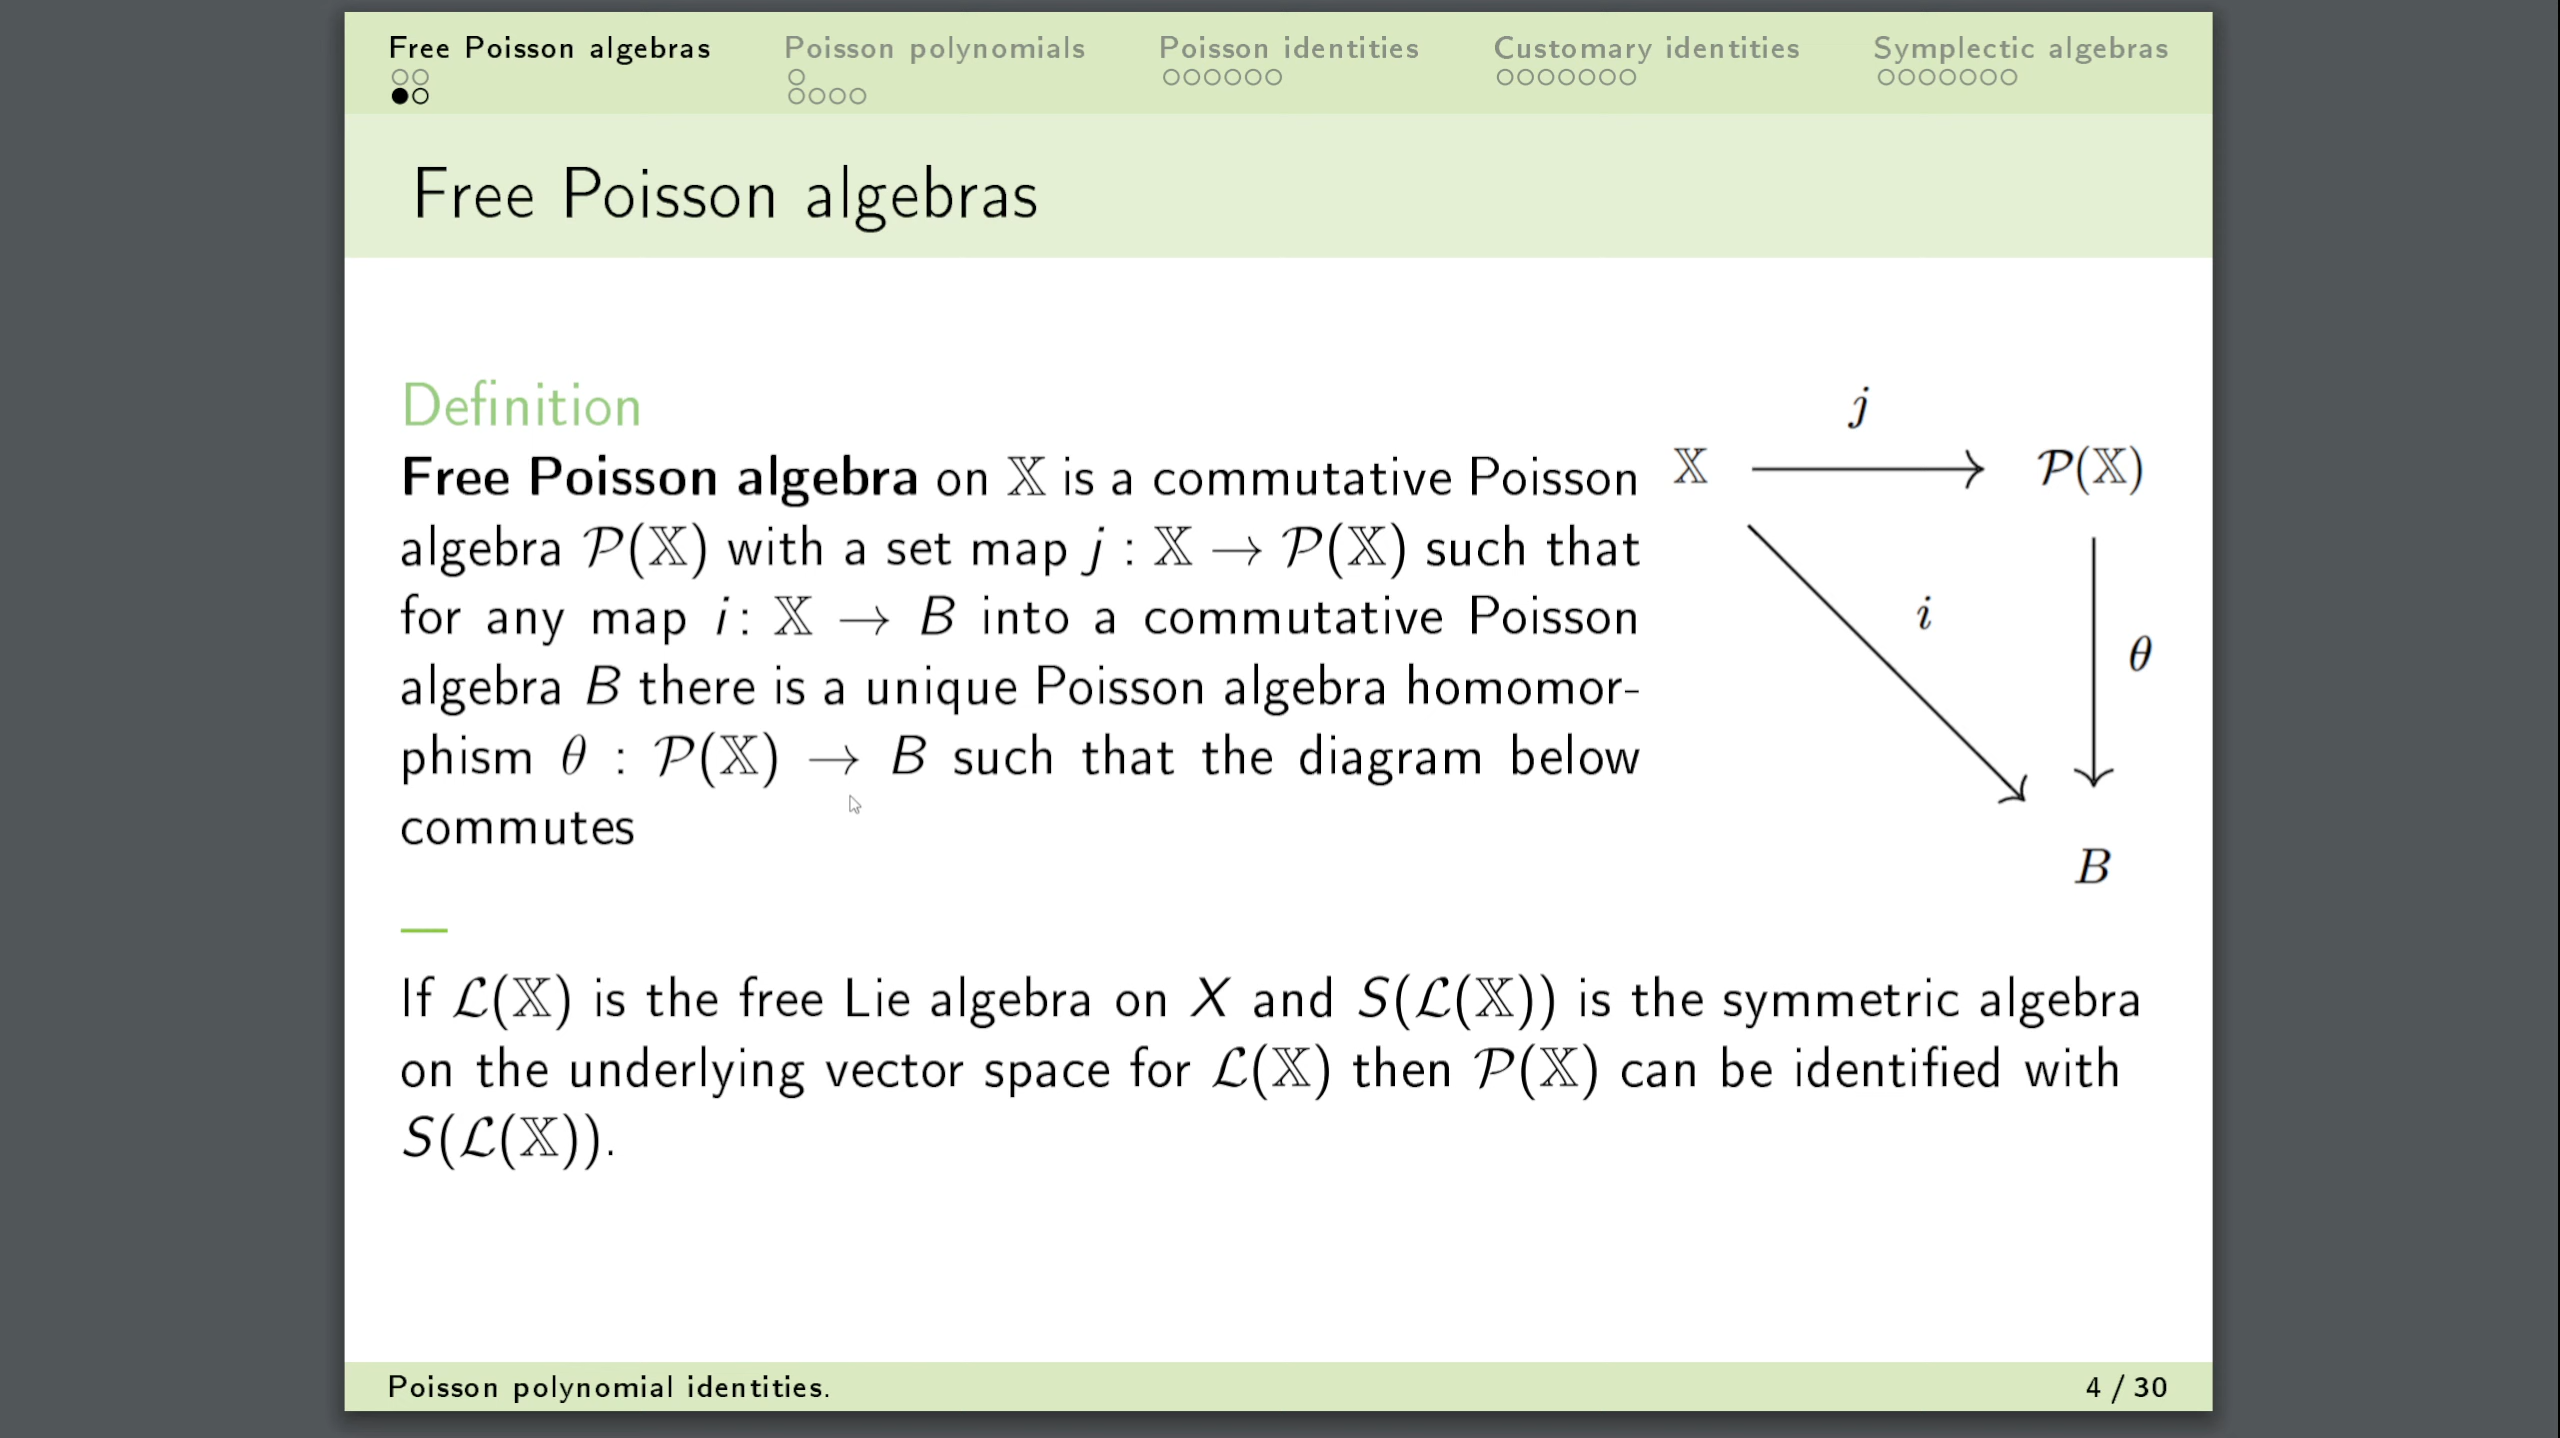 Free Poisson algebras
Poisson polynomials
Poisson identities
Customary identities
Symplectic algebras
Free Poisson algebras
Definition
Free Poisson algebra on 𝕏 is a commutative Poisson
algebra 𝒫(𝕏) with a set map j : 𝕏 → 𝒫(𝕏) such that
for any map i : 𝕏 → B into a commutative Poisson
algebra B there is a unique Poisson algebra homomor-
phism θ : 𝒫(𝕏) → B such that the diagram below
commutes
j
𝕏 𝒫(𝕏)
i
θ
B
If ℒ(𝕏) is the free Lie algebra on X and S(ℒ(𝕏)) is the symmetric algebra
on the underlying vector space for ℒ(𝕏) then 𝒫(𝕏) can be identified with
S(ℒ(𝕏)).
Poisson polynomial identities.
4 / 30